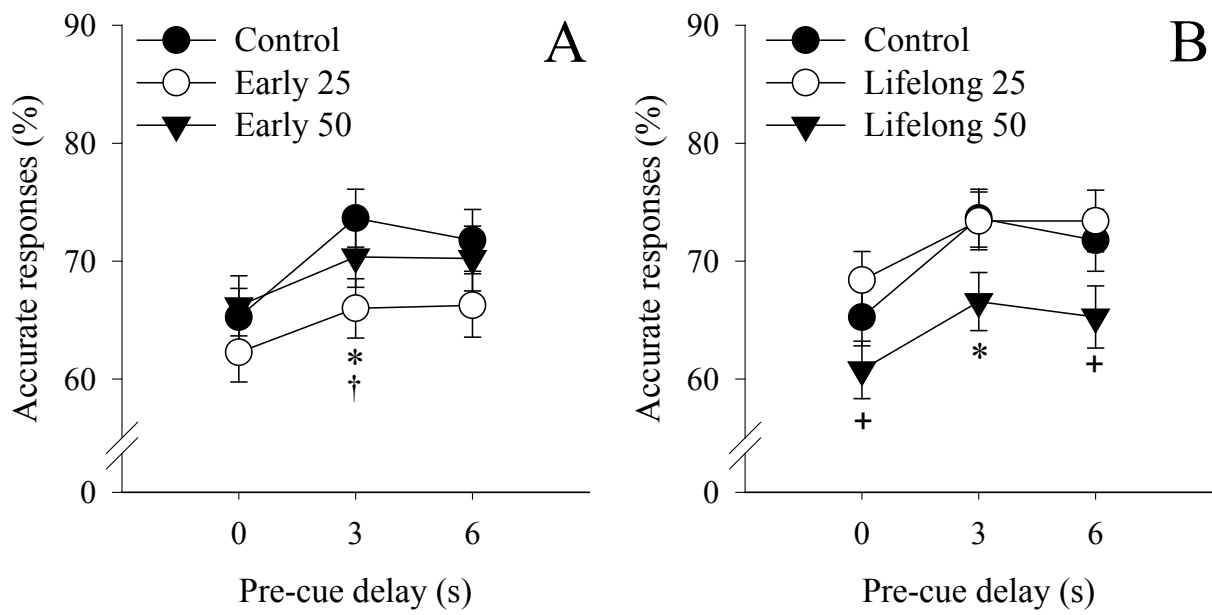 A
Control
Early 25
Early 50
Accurate responses (%)
90
80
70
60
0
*
†
0 3 6
Pre-cue delay (s)
B
Control
Lifelong 25
Lifelong 50
Accurate responses (%)
90
80
70
60
0
+
*
+
0 3 6
Pre-cue delay (s)